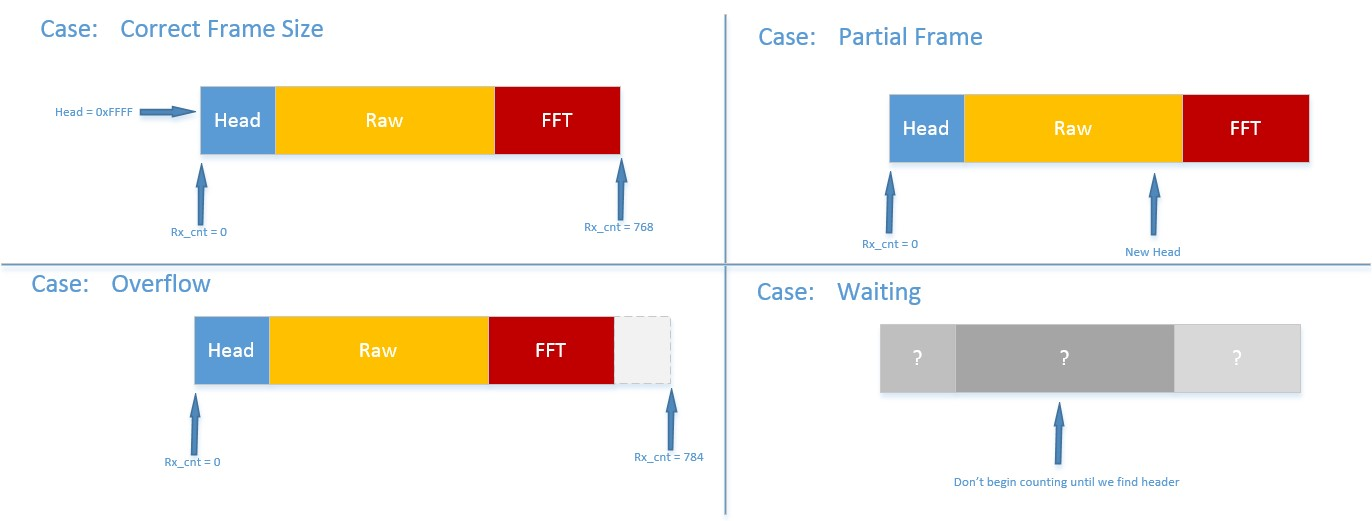 Case: Correct Frame Size
Head = 0xFFFF
Head Raw FFT
Rx_cnt = 0
Rx_cnt = 768
Case: Partial Frame
Head Raw FFT
Rx_cnt = 0
New Head
Case: Overflow
Head Raw FFT
Rx_cnt = 0
Rx_cnt = 784
Case: Waiting
? ? ?
Don't begin counting until we find header